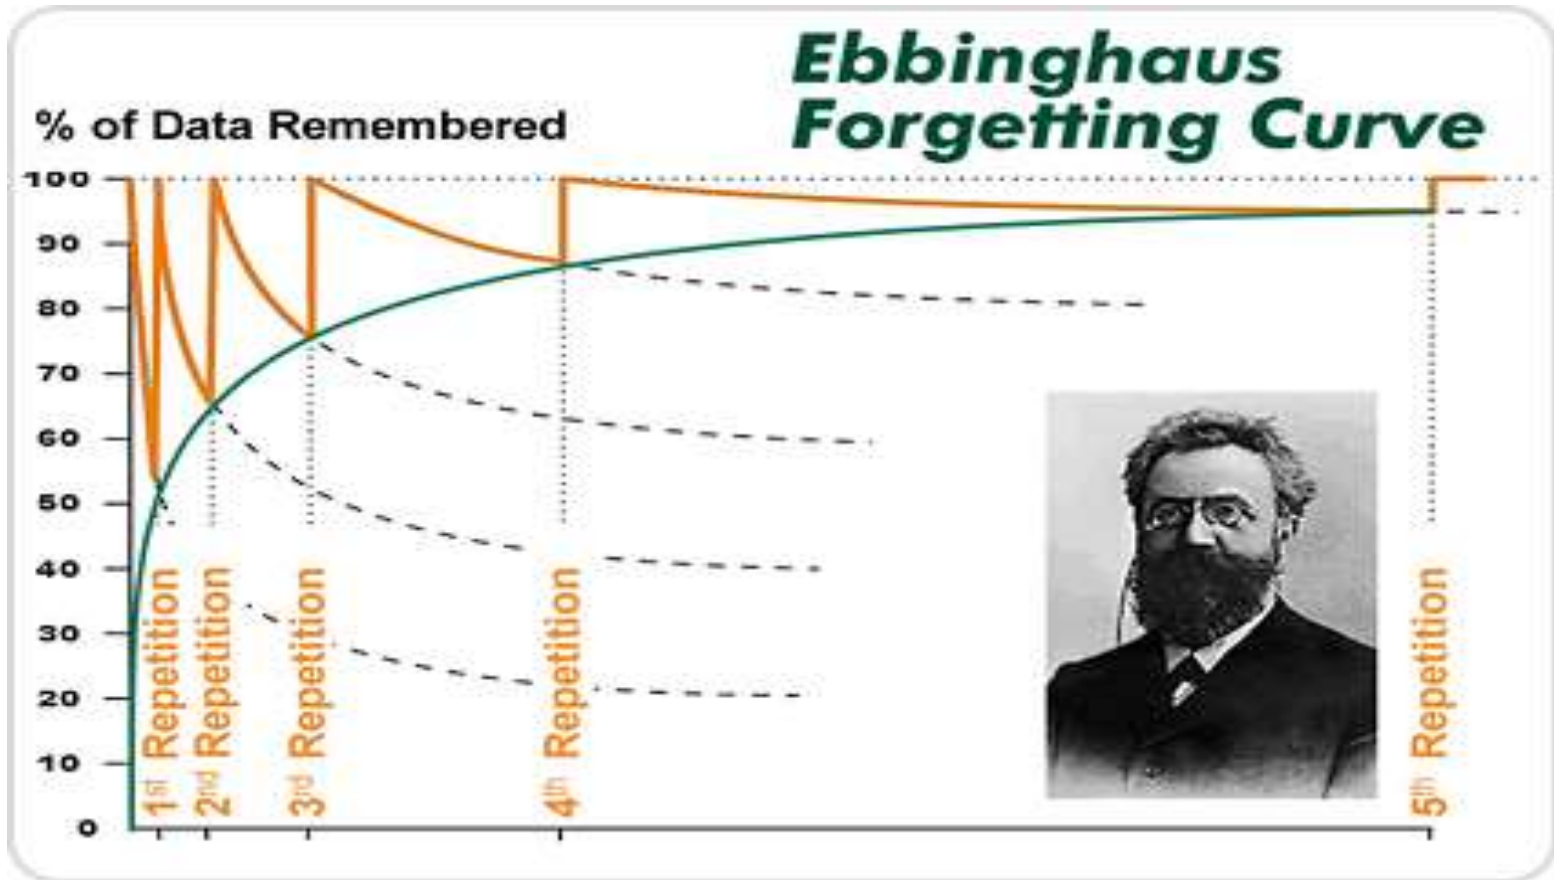 Ebbinghaus
Forgetting Curve
% of Data Remembered
100
90
80
70
60
50
40
30
20
10
0
1st Repetition
2nd Repetition
3rd Repetition
4th Repetition
5th Repetition